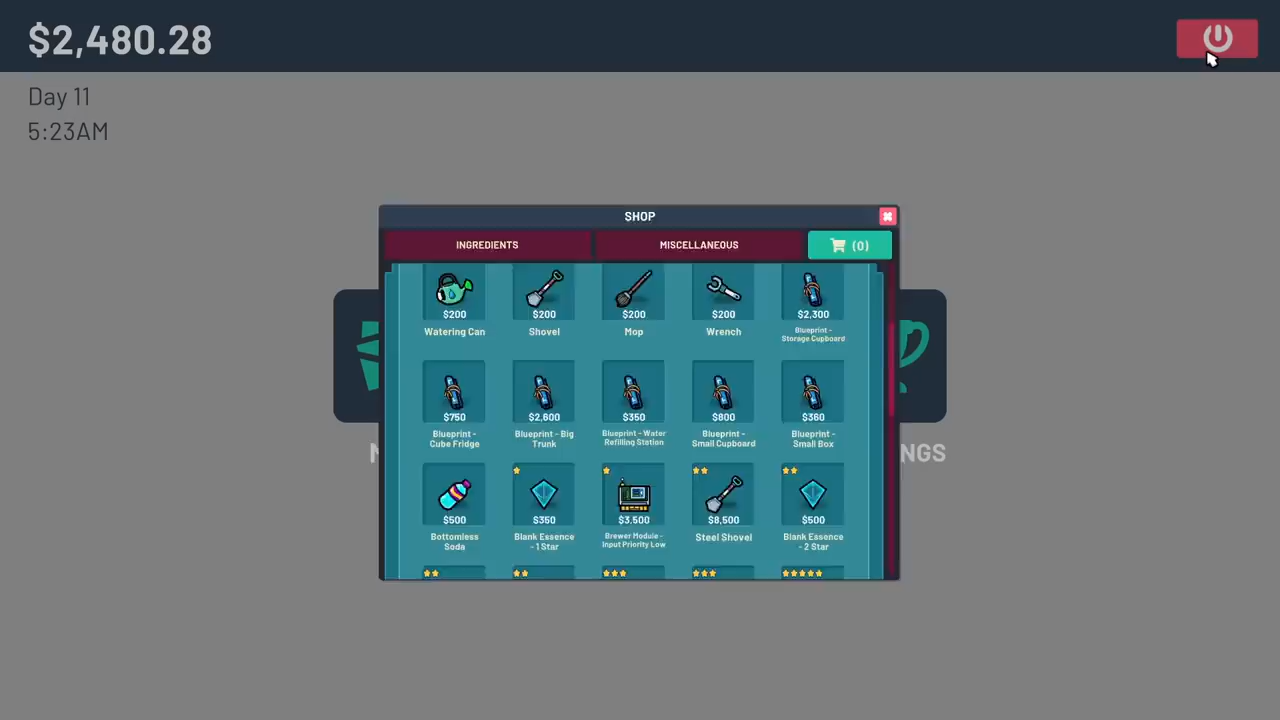 $2,480.28
Day 11
5:23AM
SHOP
INGREDIENTS
MISCELLANEOUS
(0)
$200
$200
$200
$200
$2,300
Watering Can
Shovel
Mop
Wrench
Blueprint -
Storage Cupboard
$750
$2,600
$350
$800
$360
Blueprint -
Cube Fridge
Blueprint - Big
Trunk
Blueprint - Water
Refilling Station
Blueprint -
Small Cupboard
Blueprint -
Small Box
$500
$350
$3,500
$8,500
$500
Bottomless
Soda
Blank Essence
- 1 Star
Brewer Module -
Input Priority Low
Steel Shovel
Blank Essence
- 2 Star
NGS